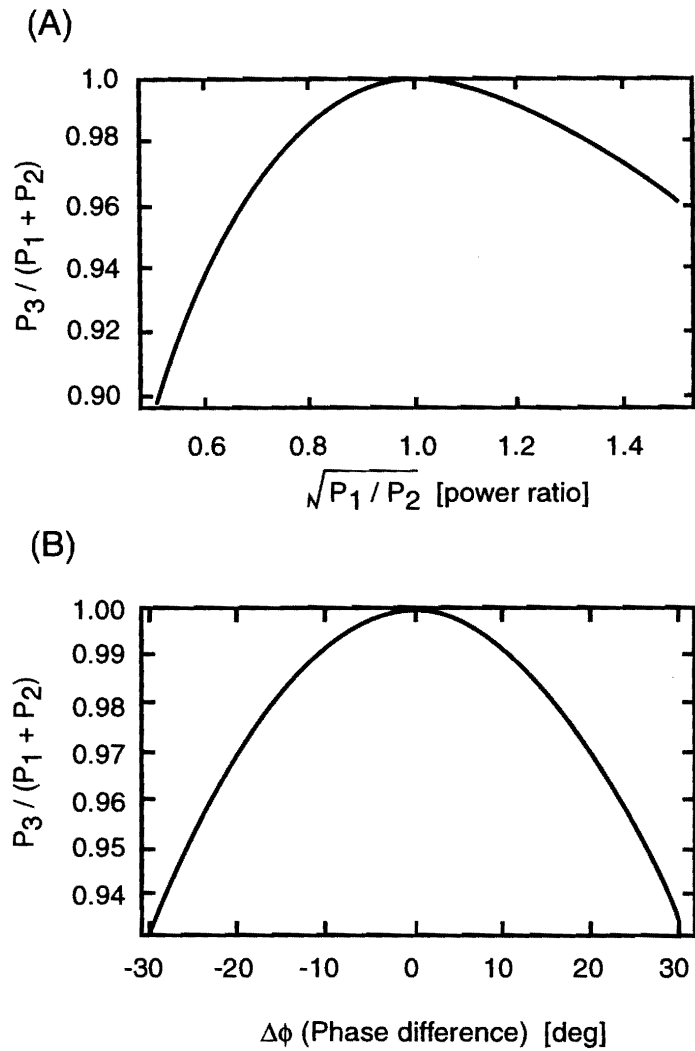 (A)
1.0
0.98
0.96
0.94
0.92
0.90
P3 / (P1 + P2)
0.6 0.8 1.0 1.2 1.4
√P1 / P2 [power ratio]
(B)
1.00
0.99
0.98
0.97
0.96
0.95
0.94
P3 / (P1 + P2)
-30 -20 -10 0 10 20 30
Δϕ (Phase difference) [deg]